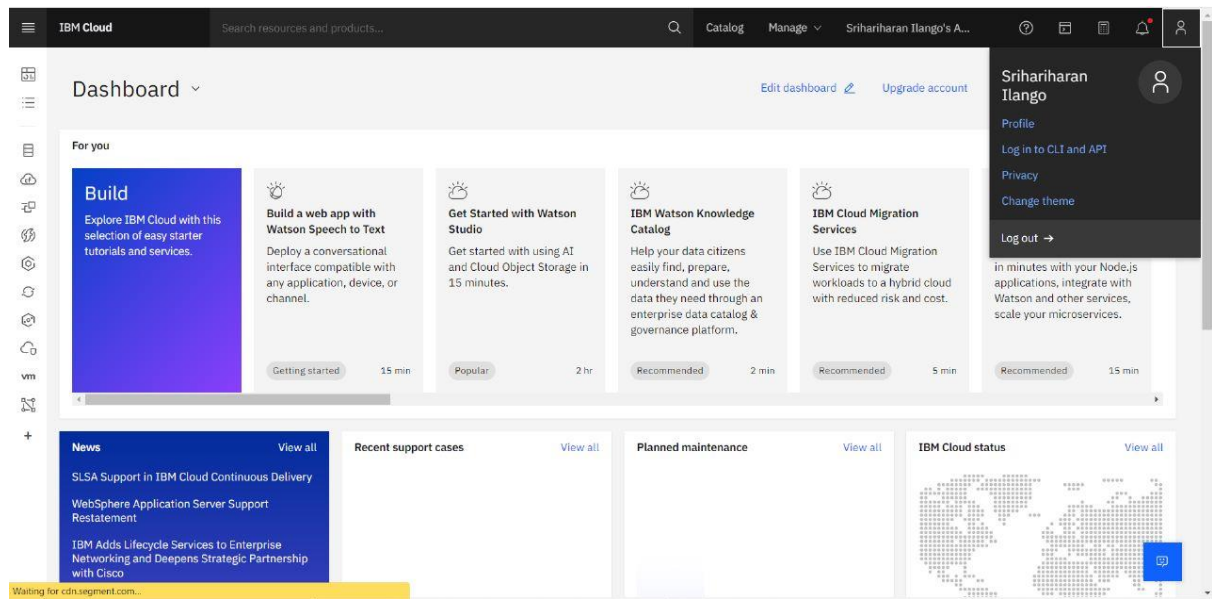 IBM Cloud
Search resources and products...
Catalog
Manage
Srihariharan Ilango's A...
Srihariharan
Ilango
Profile
Log in to CLI and API
Privacy
Change theme
Log out →
Dashboard
Edit dashboard
Upgrade account
For you
Build
Explore IBM Cloud with this
selection of easy starter
tutorials and services.
Build a web app with
Watson Speech to Text
Deploy a conversational
interface compatible with
any application, device, or
channel.
Getting started
15 min
Get Started with Watson
Studio
Get started with using AI
and Cloud Object Storage in
15 minutes.
Popular
2 hr
IBM Watson Knowledge
Catalog
Help your data citizens
easily find, prepare,
understand and use the
data they need through an
enterprise data catalog &
governance platform.
Recommended
2 min
IBM Cloud Migration
Services
Use IBM Cloud Migration
Services to migrate
workloads to a hybrid cloud
with reduced risk and cost.
Recommended
5 min
in minutes with your Node.js
applications, integrate with
Watson and other services,
scale your microservices.
Recommended
15 min
vm
News
View all
SLSA Support in IBM Cloud Continuous Delivery
WebSphere Application Server Support
Restatement
IBM Adds Lifecycle Services to Enterprise
Networking and Deepens Strategic Partnership
with Cisco
Recent support cases
View all
Planned maintenance
View all
IBM Cloud status
View all
Waiting for cdn.segment.com...